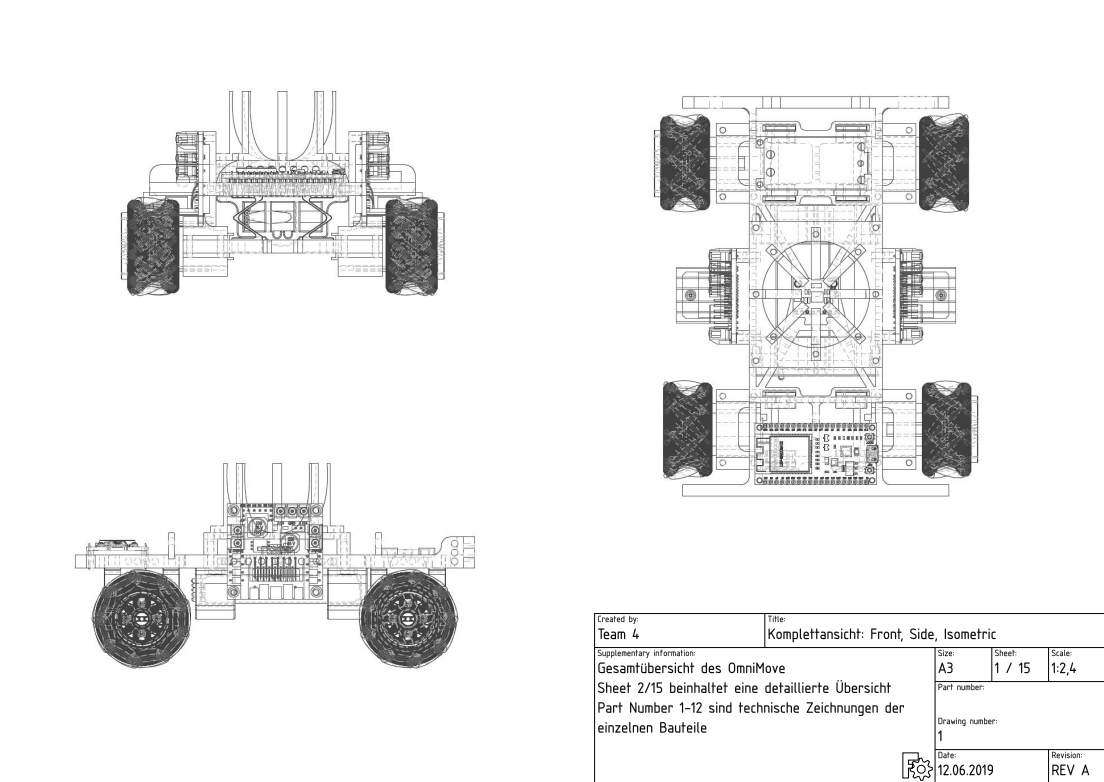 Created by:
Team 4
Title:
Komplettansicht: Front, Side, Isometric
Supplementary information:
Gesamtübersicht des OmniMove
Sheet 2/15 beinhaltet eine detaillierte Übersicht
Part Number 1-12 sind technische Zeichnungen der
einzelnen Bauteile
Size:
A3
Sheet:
1 / 15
Scale:
1:2,4
Part number:
Drawing number:
1
Date:
12.06.2019
Revision:
REV A